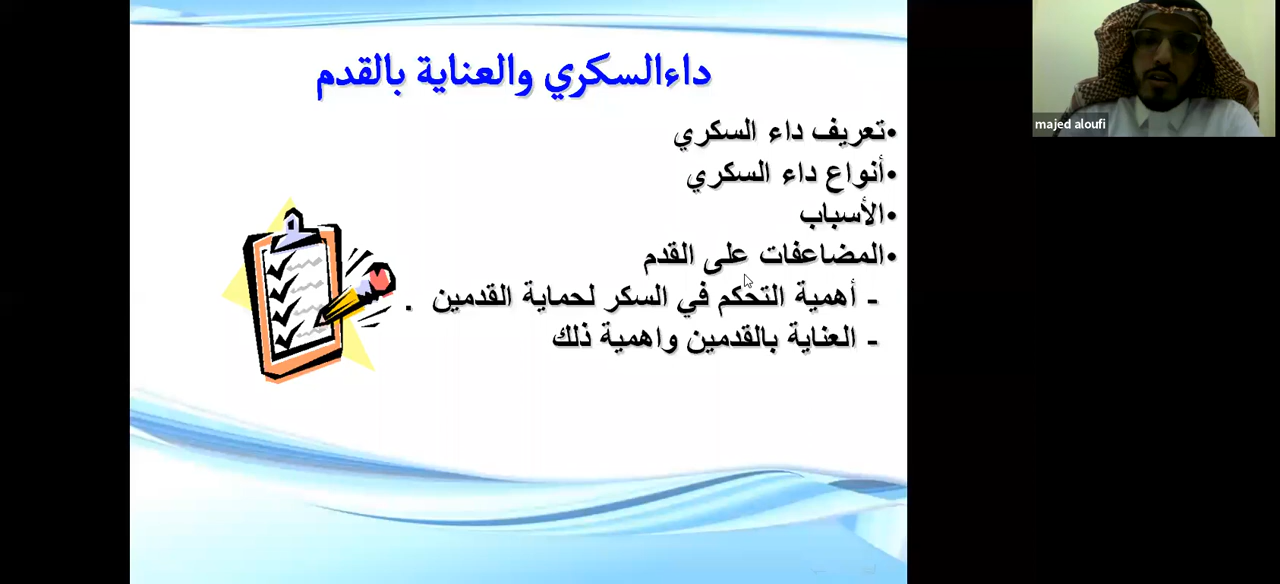 داءالسكري والعناية بالقدم
•تعريف داء السكري
•أنواع داء السكري
•الأسباب
•المضاعفات على القدم
- أهمية التحكم في السكر لحماية القدمين .
- العناية بالقدمين واهمية ذلك
majed aloufi